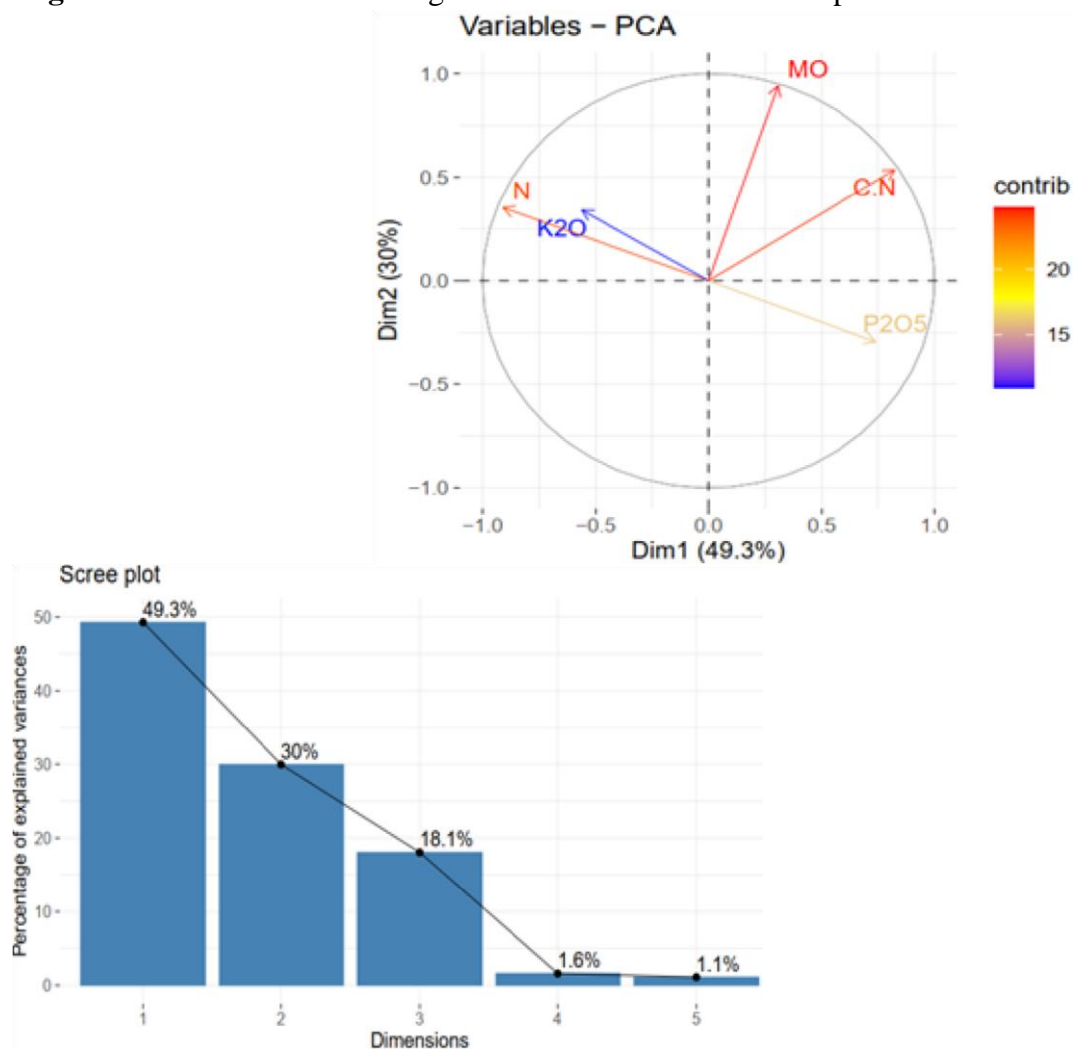 Variables − PCA
1.0
0.5
0.0
−0.5
−1.0
Dim2 (30%)
MO
C.N
N
K2O
P2O5
−1.0 −0.5 0.0 0.5 1.0
Dim1 (49.3%)
contrib
20
15
Scree plot
50
40
30
20
10
0
Percentage of explained variances
49.3%
30%
18.1%
1.6%
1.1%
1 2 3 4 5
Dimensions